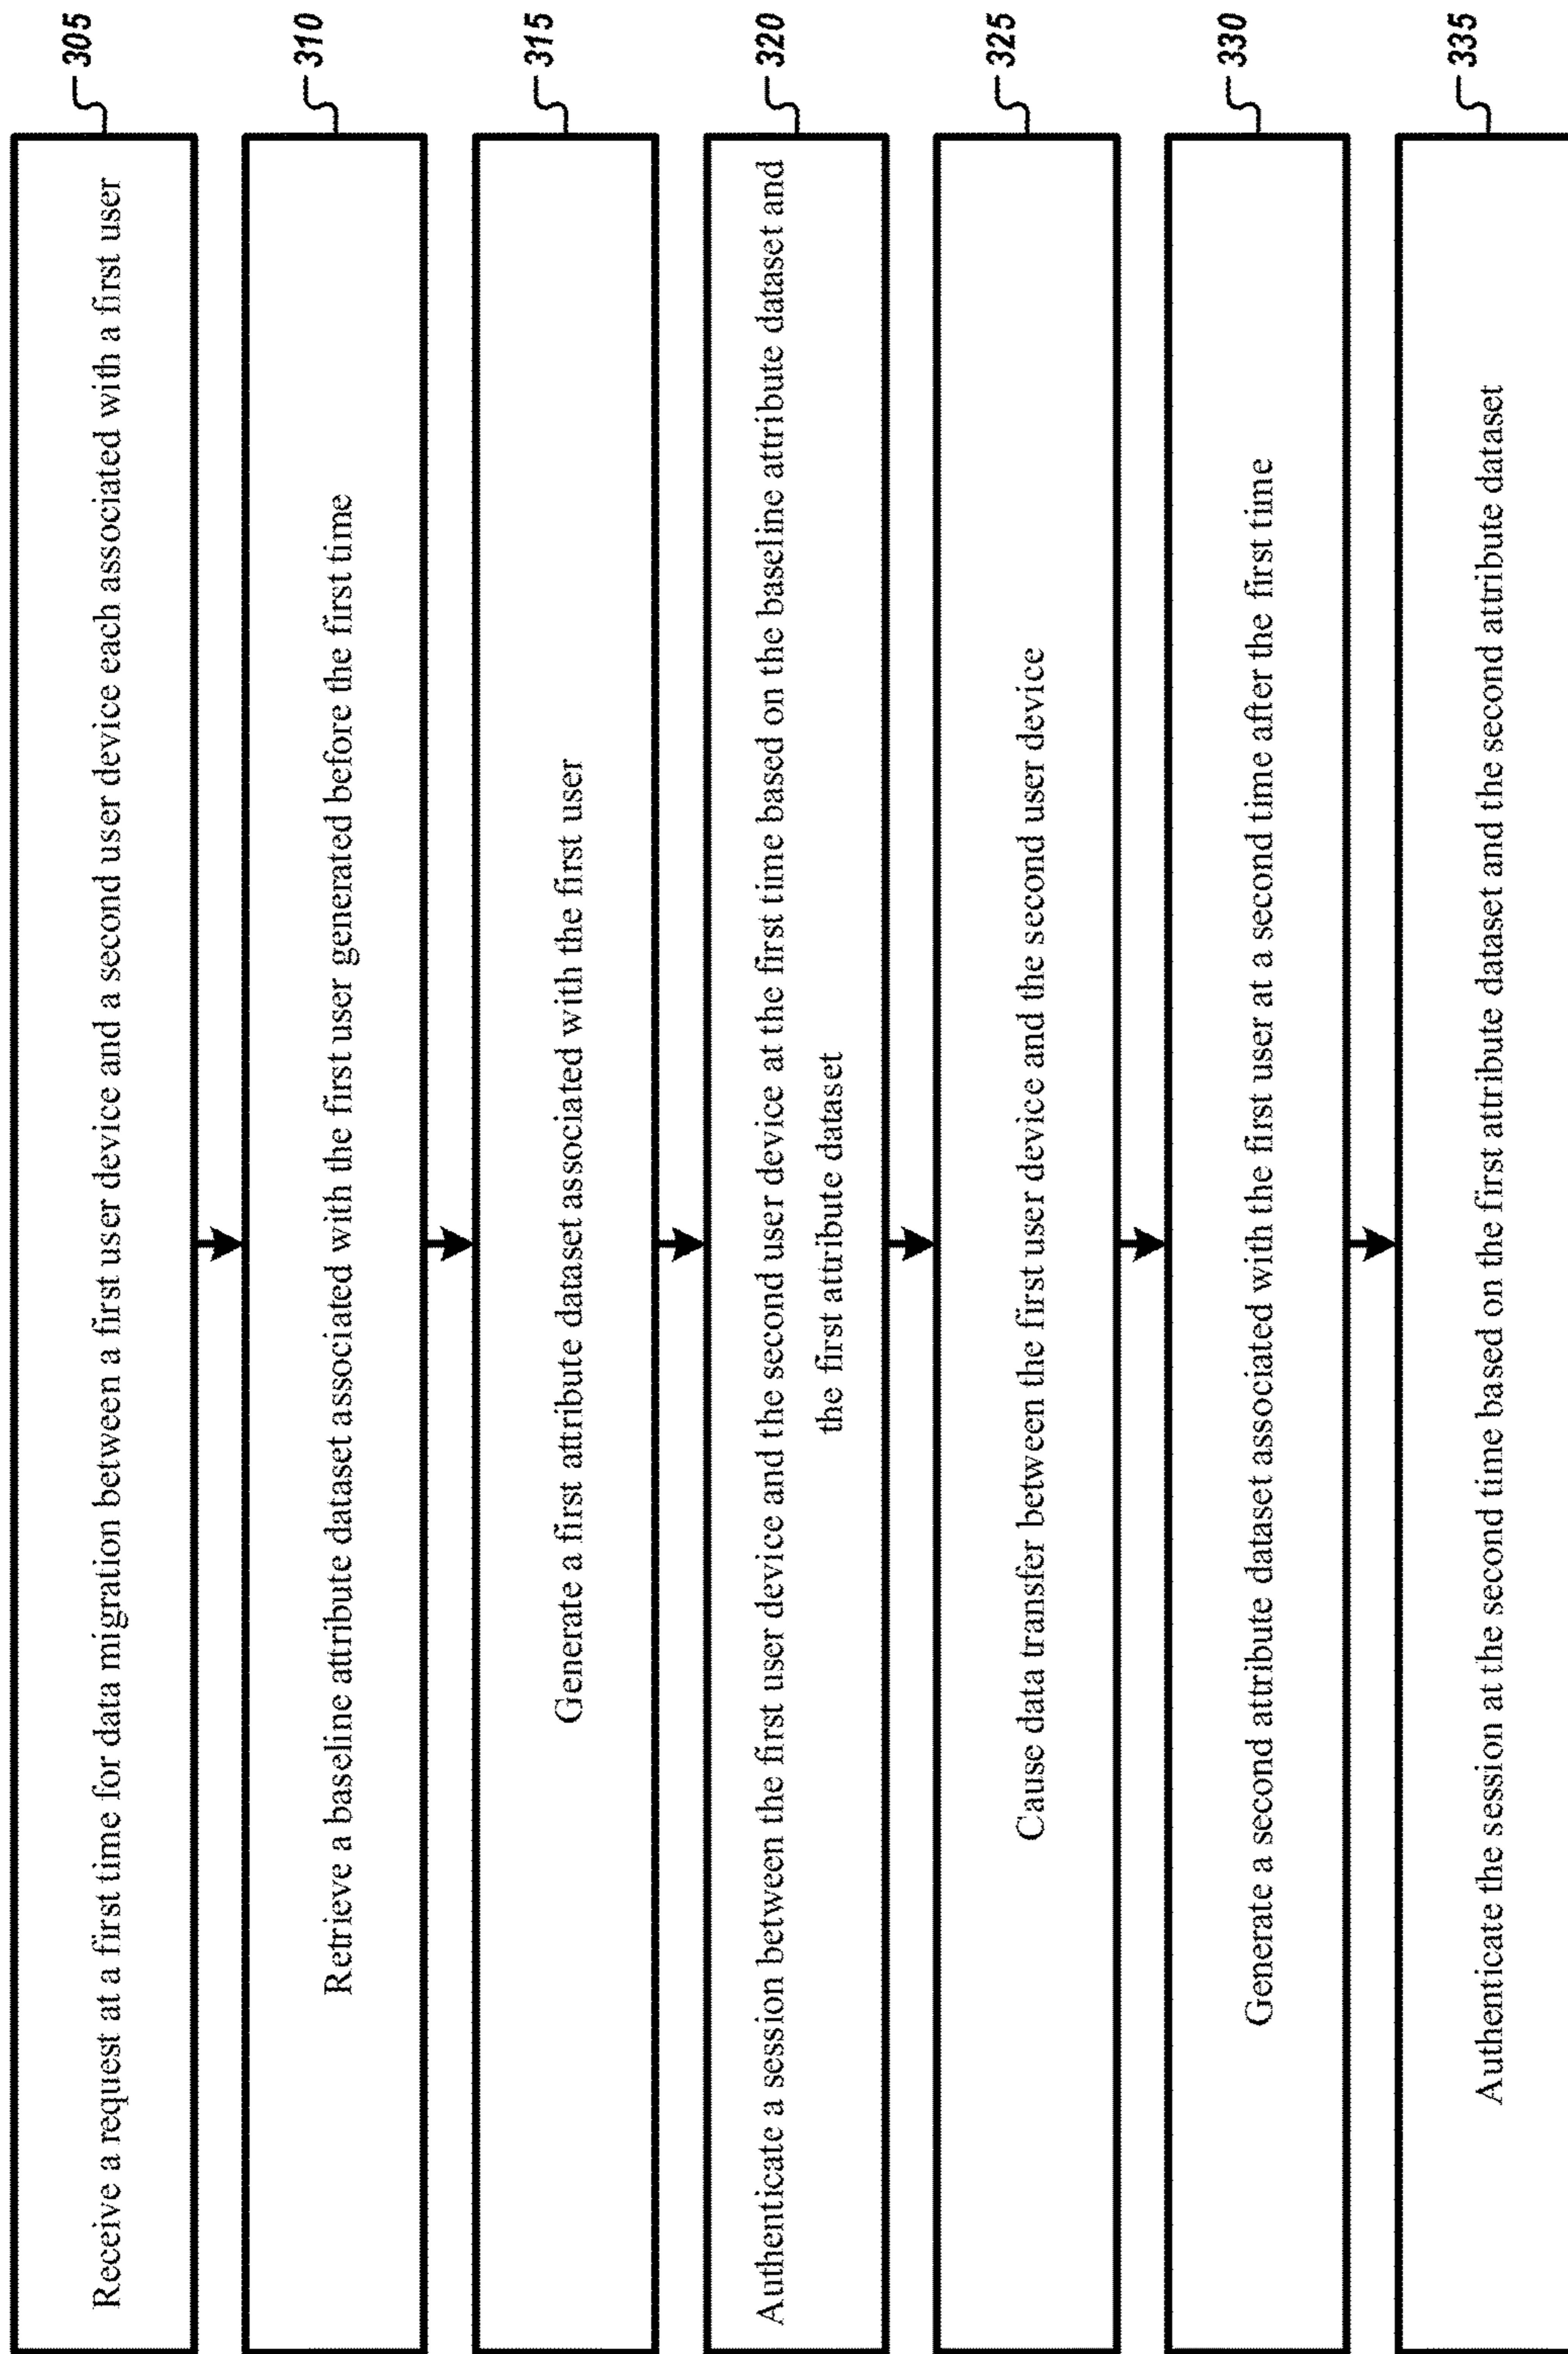 305
Receive a request at a first time for data migration between a first user device and a second user device each associated with a first user
310
Retrieve a baseline attribute dataset associated with the first user generated before the first time
315
Generate a first attribute dataset associated with the first user
320
Authenticate a session between the first user device and the second user device at the first time based on the baseline attribute dataset and
the first attribute dataset
325
Cause data transfer between the first user device and the second user device
330
Generate a second attribute dataset associated with the first user at a second time after the first time
335
Authenticate the session at the second time based on the first attribute dataset and the second attribute dataset